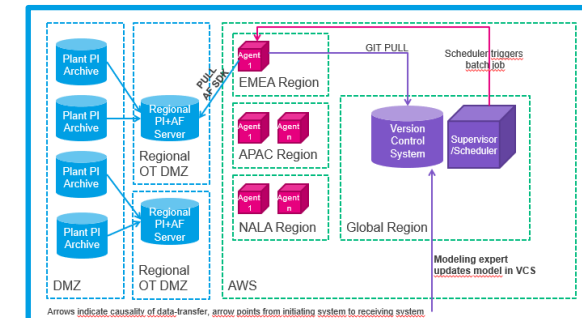 Plant PI
Archive
Plant PI
Archive
Plant PI
Archive
Plant PI
Archive
DMZ
Regional
PI+AF
Server
Regional
OT DMZ
Regional
PI+AF
Server
Regional
OT DMZ
PULL
AF SDK
Agent
1
EMEA Region
Agent
1
Agent
n
APAC Region
Agent
1
Agent
n
NALA Region
AWS
GIT PULL
Scheduler triggers
batch job
Version
Control
System
Supervisor
/Scheduler
Global Region
Modeling expert
updates model in VCS
Arrows indicate causality of data-transfer, arrow points from initiating system to receiving system